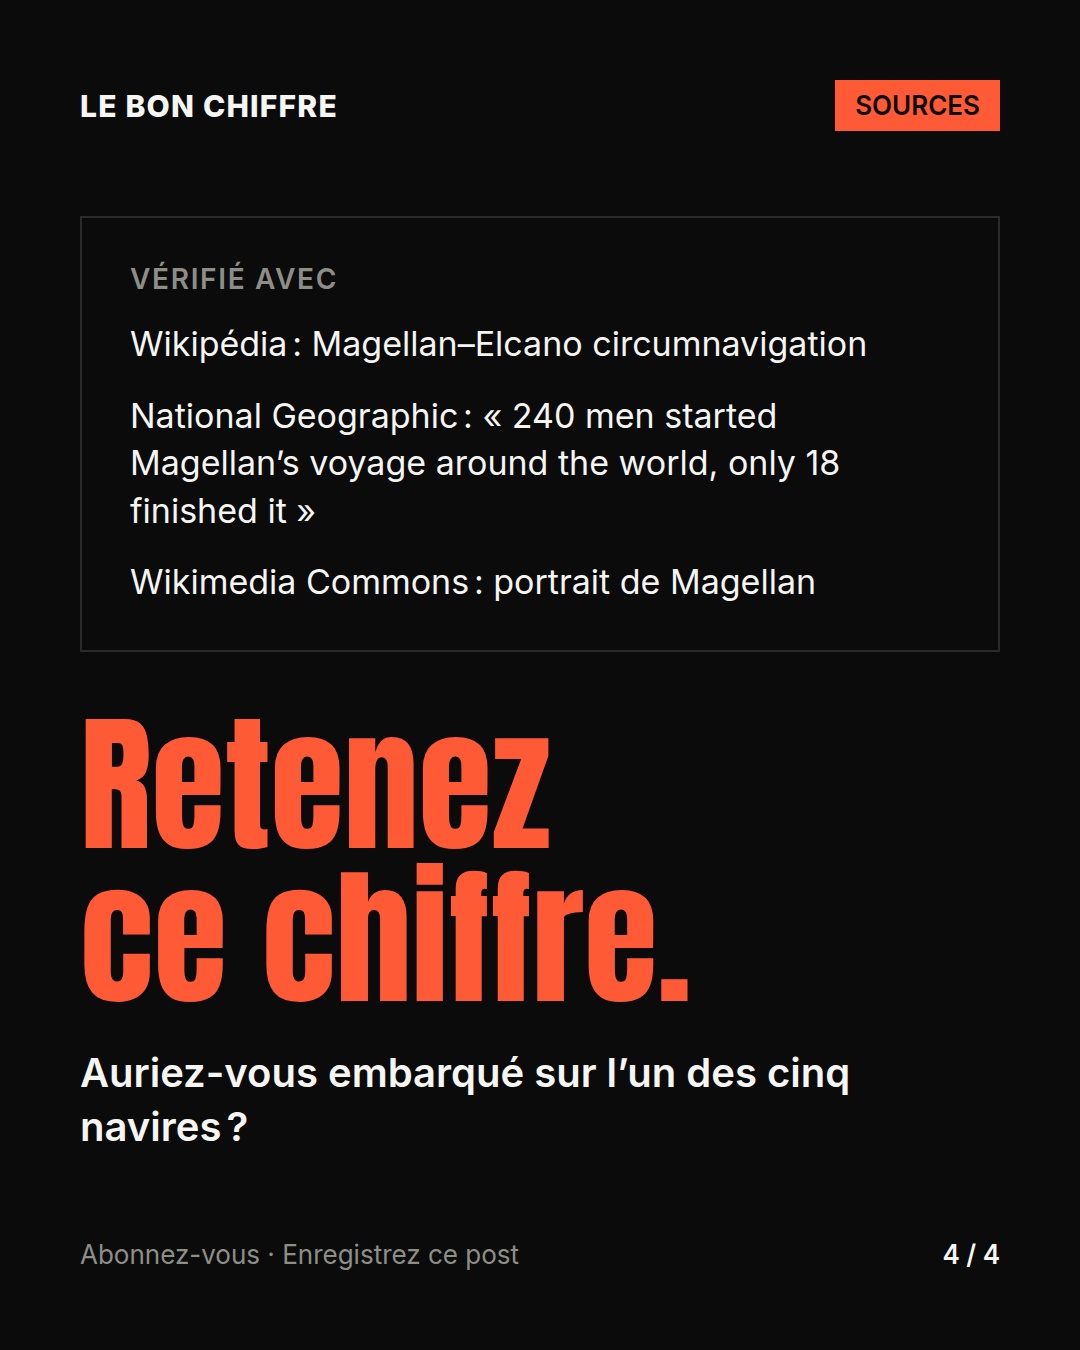 LE BON CHIFFRE
SOURCES
VÉRIFIÉ AVEC
Wikipédia : Magellan–Elcano circumnavigation
National Geographic : « 240 men started
Magellan’s voyage around the world, only 18
finished it »
Wikimedia Commons : portrait de Magellan
Retenez
ce chiffre.
Auriez-vous embarqué sur l’un des cinq
navires ?
Abonnez-vous · Enregistrez ce post
4 / 4